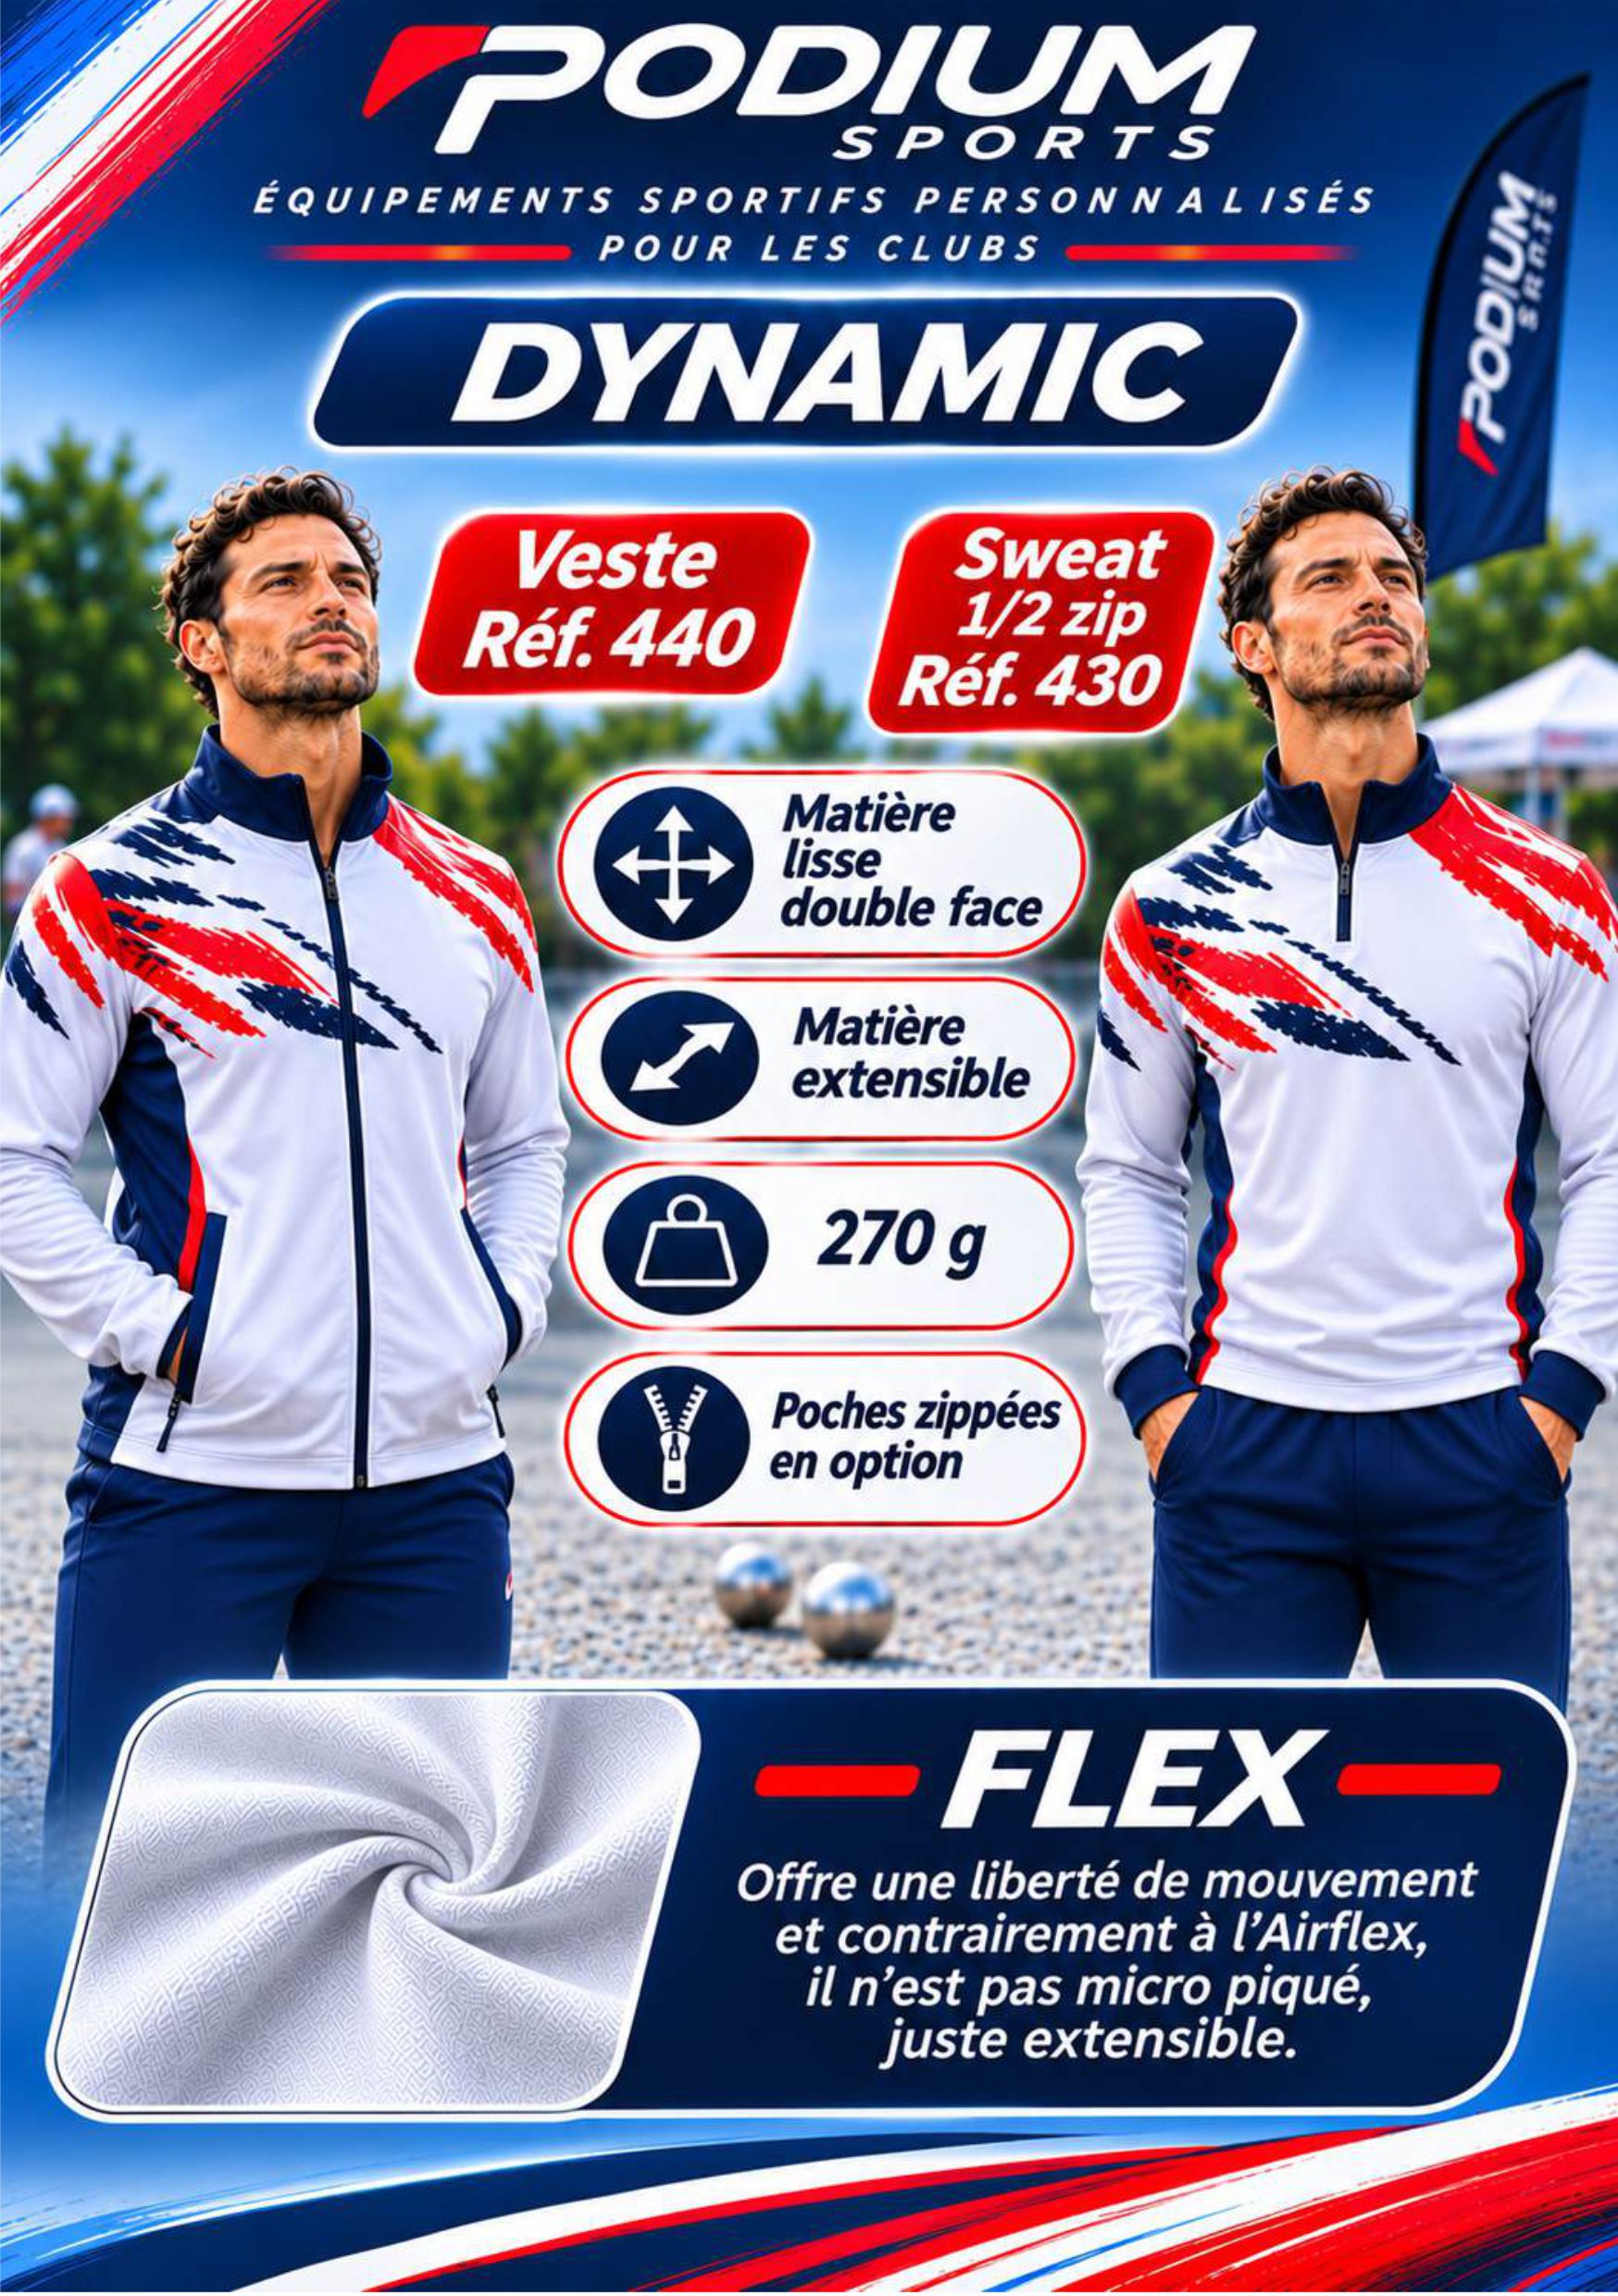 PODIUM
SPORTS
ÉQUIPEMENTS SPORTIFS PERSONNALISÉS
POUR LES CLUBS
DYNAMIC
PODIUM
Veste
Réf. 440
Sweat
1/2 zip
Réf. 430
Matière
lisse
double face
Matière
extensible
270 g
Poches zippées
en option
FLEX
Offre une liberté de mouvement
et contrairement à l'Airflex,
il n'est pas micro piqué,
juste extensible.